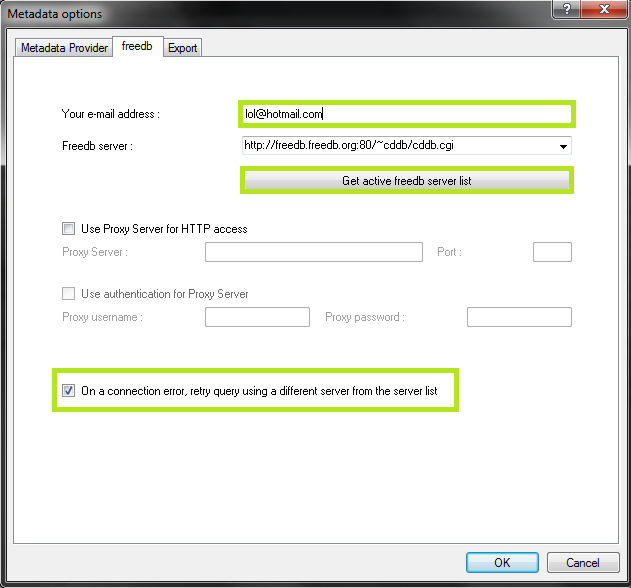 Metadata options
?
X
Metadata Provider freedb Export
Your e-mail address : lol@hotmail.com
Freedb server : http://freedb.freedb.org:80/~cddb/cddb.cgi
Get active freedb server list
Use Proxy Server for HTTP access
Proxy Server : Port :
Use authentication for Proxy Server
Proxy username : Proxy password :
On a connection error, retry query using a different server from the server list
OK Cancel